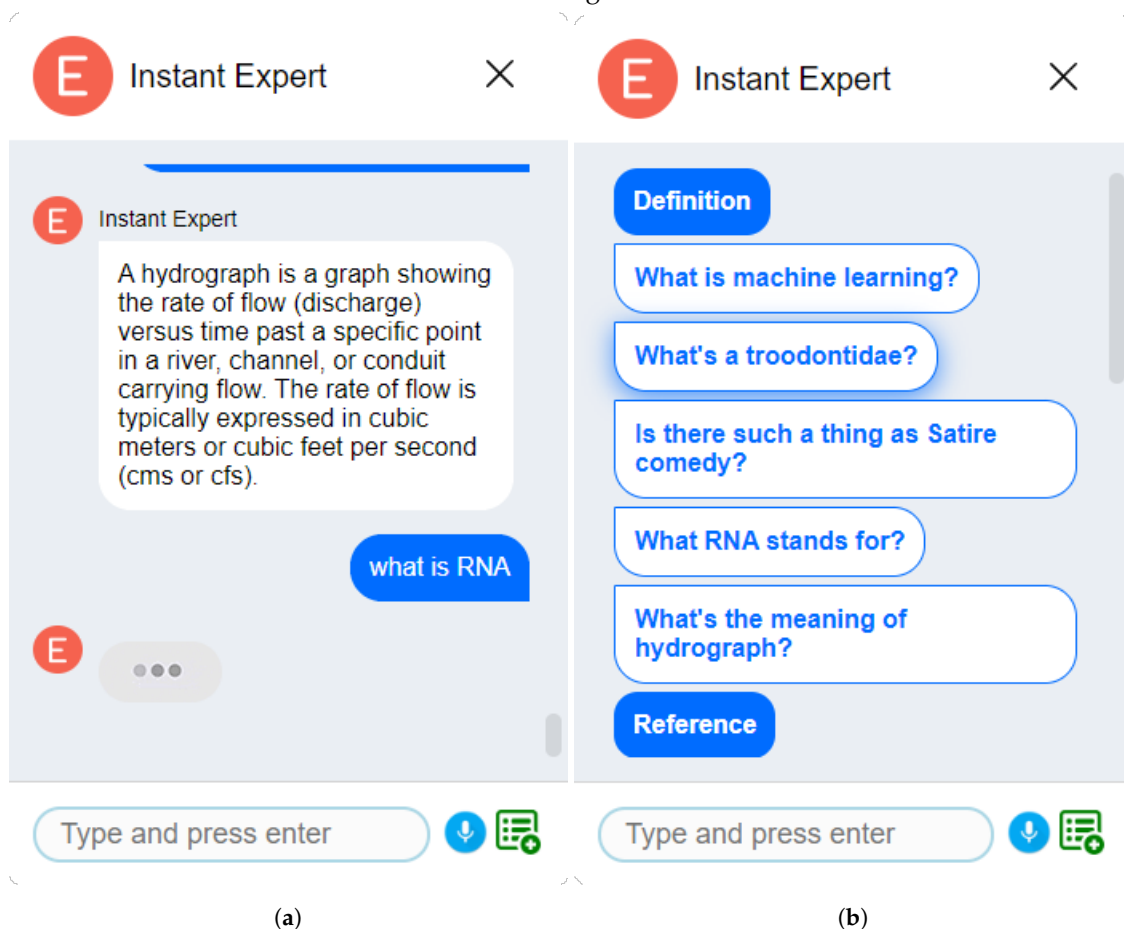 E Instant Expert
E Instant Expert
A hydrograph is a graph showing
the rate of flow (discharge)
versus time past a specific point
in a river, channel, or conduit
carrying flow. The rate of flow is
typically expressed in cubic
meters or cubic feet per second
(cms or cfs).
what is RNA
E
Type and press enter
(a)
E Instant Expert
Definition
What is machine learning?
What's a troodontidae?
Is there such a thing as Satire
comedy?
What RNA stands for?
What's the meaning of
hydrograph?
Reference
Type and press enter
(b)